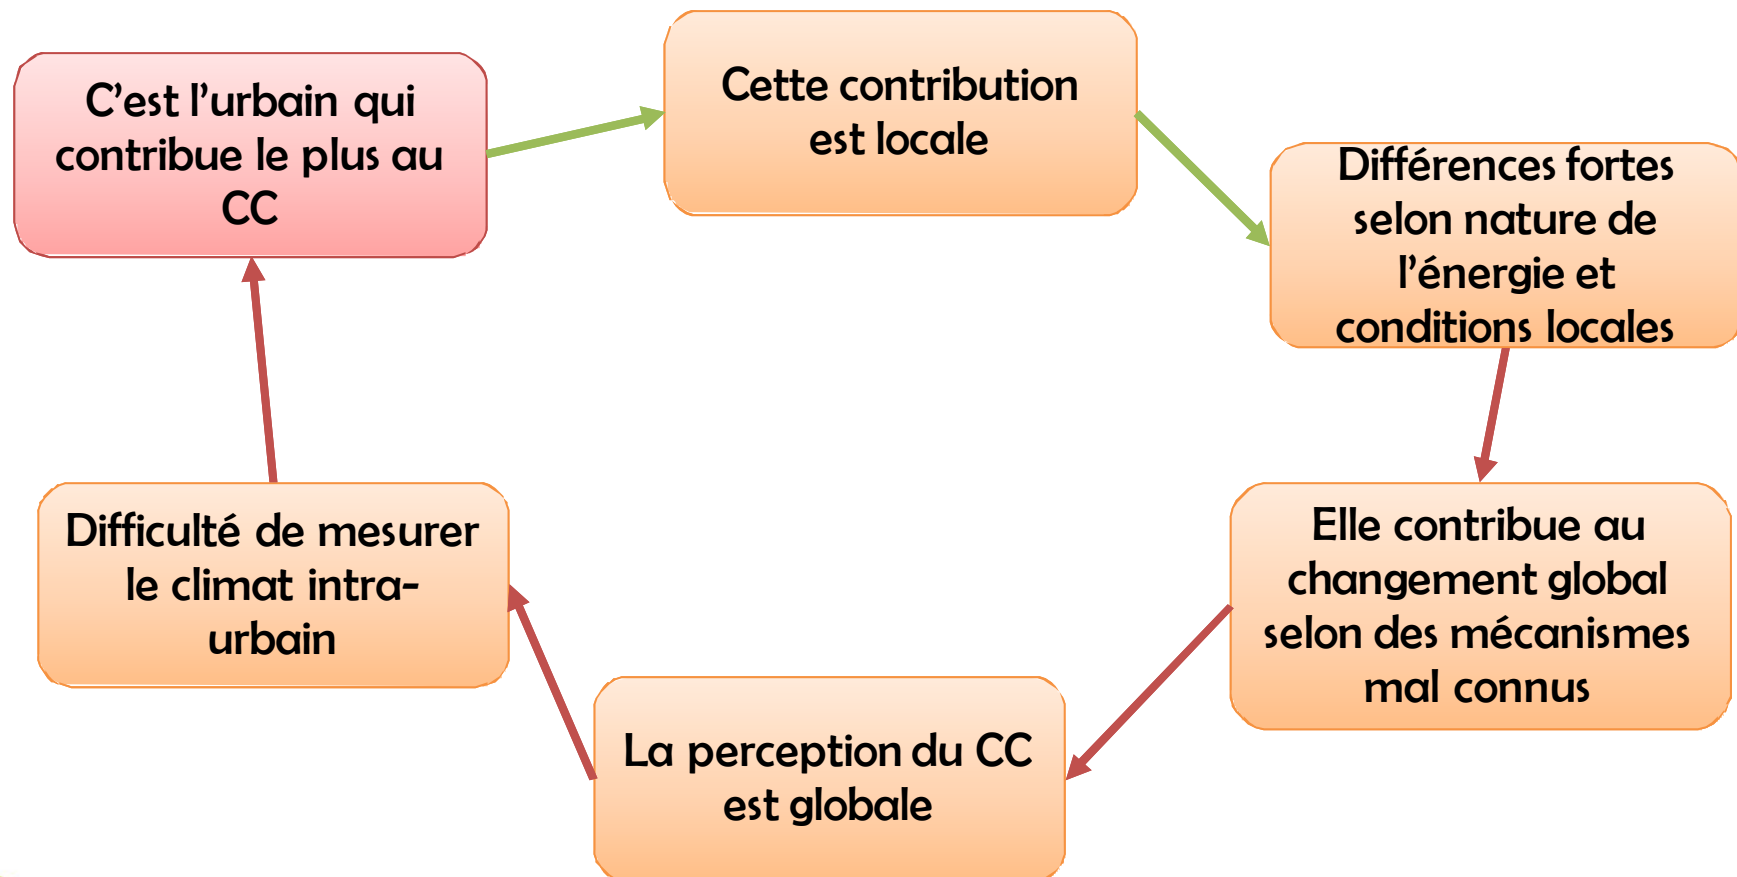 C’est l’urbain qui
contribue le plus au
CC
Cette contribution
est locale
Différences fortes
selon nature de
l’énergie et
conditions locales
Elle contribue au
changement global
selon des mécanismes
mal connus
La perception du CC
est globale
Difficulté de mesurer
le climat intra-
urbain